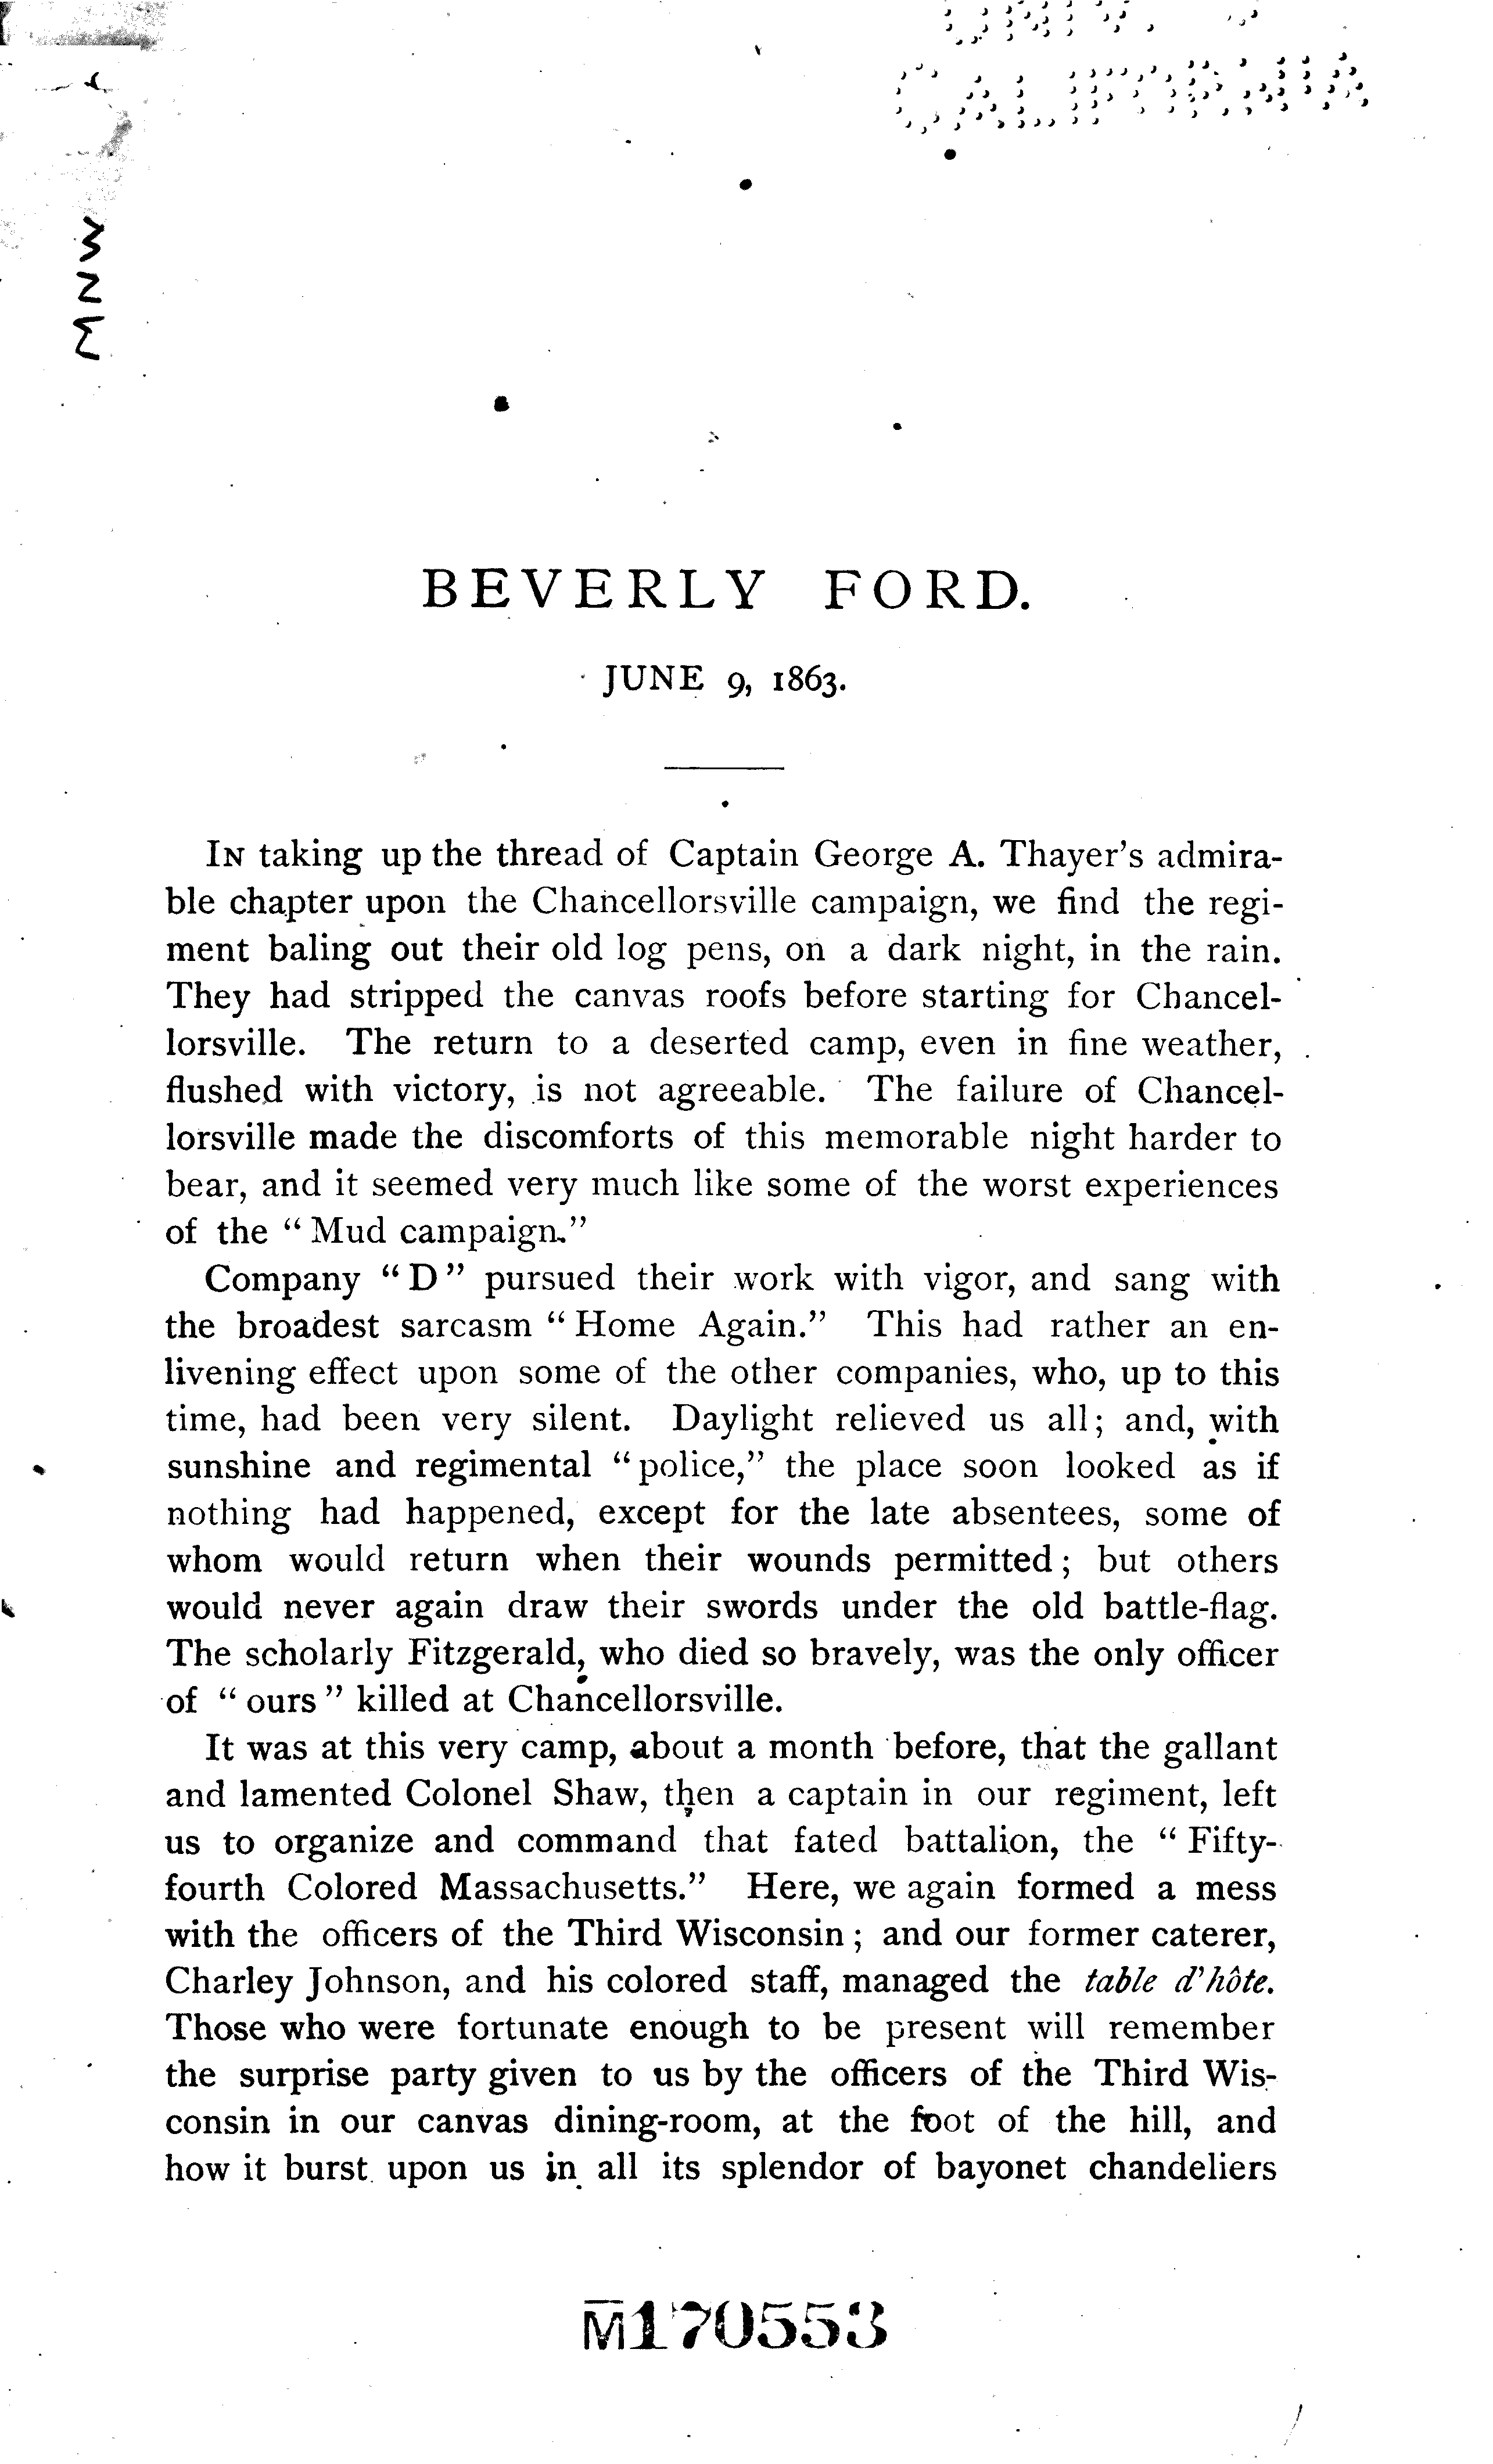 UNIV. OF
CALIFORNIA
BEVERLY FORD.
JUNE 9, 1863.
IN taking up the thread of Captain George A. Thayer's admira-
ble chapter upon the Chancellorsville campaign, we find the regi-
ment baling out their old log pens, on a dark night, in the rain.
They had stripped the canvas roofs before starting for Chancel-
lorsville. The return to a deserted camp, even in fine weather,
flushed with victory, is not agreeable. The failure of Chancel-
lorsville made the discomforts of this memorable night harder to
bear, and it seemed very much like some of the worst experiences
of the “Mud campaign.”
Company “D” pursued their work with vigor, and sang with
the broadest sarcasm “Home Again.” This had rather an en-
livening effect upon some of the other companies, who, up to this
time, had been very silent. Daylight relieved us all; and, with
sunshine and regimental “police,” the place soon looked as if
nothing had happened, except for the late absentees, some of
whom would return when their wounds permitted; but others
would never again draw their swords under the old battle-flag.
The scholarly Fitzgerald, who died so bravely, was the only officer
of “ours” killed at Chancellorsville.
It was at this very camp, about a month before, that the gallant
and lamented Colonel Shaw, then a captain in our regiment, left
us to organize and command that fated battalion, the “Fifty-
fourth Colored Massachusetts.” Here, we again formed a mess
with the officers of the Third Wisconsin; and our former caterer,
Charley Johnson, and his colored staff, managed the table d'hôte.
Those who were fortunate enough to be present will remember
the surprise party given to us by the officers of the Third Wis-
consin in our canvas dining-room, at the foot of the hill, and
how it burst upon us in all its splendor of bayonet chandeliers
M170553